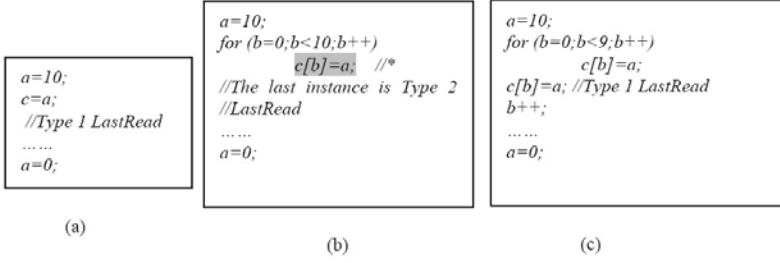 a=10;
c=a;
//Type 1 LastRead
... ...
a=0;
(a)
a=10;
for (b=0;b<10;b++)
c[b]=a; //*
//The last instance is Type 2
//LastRead
... ...
a=0;
(b)
a=10;
for (b=0;b<9;b++)
c[b]=a;
c[b]=a; //Type 1 LastRead
b++;
... ...
a=0;
(c)